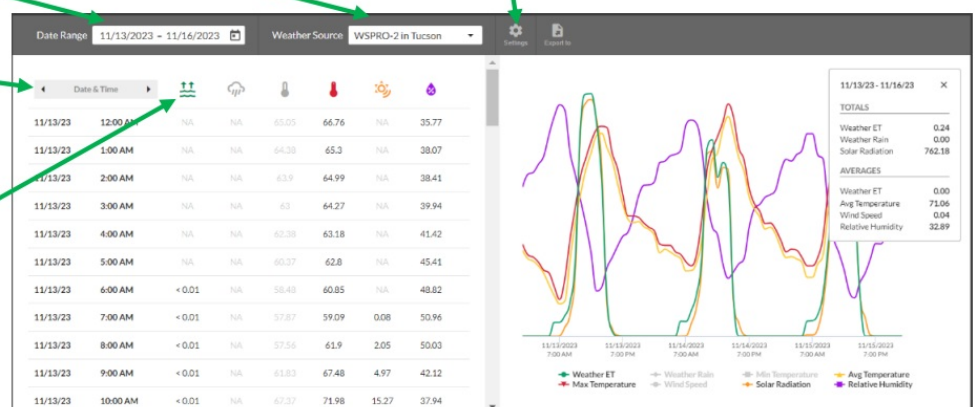 Date Range 11/13/2023 - 11/16/2023 Weather Source WSPRO-2 in Tucson Settings Export to
Date & Time
11/13/23 12:00 AM NA NA 65.05 66.76 NA 35.77
11/13/23 1:00 AM NA NA 64.38 65.3 NA 38.07
11/13/23 2:00 AM NA NA 63.9 64.99 NA 38.41
11/13/23 3:00 AM NA NA 63 64.27 NA 39.94
11/13/23 4:00 AM NA NA 62.38 63.18 NA 41.42
11/13/23 5:00 AM NA NA 60.37 62.8 NA 45.41
11/13/23 6:00 AM < 0.01 NA 58.48 60.85 NA 48.82
11/13/23 7:00 AM < 0.01 NA 57.87 59.09 0.08 50.96
11/13/23 8:00 AM < 0.01 NA 57.56 61.9 2.05 50.03
11/13/23 9:00 AM < 0.01 NA 61.83 67.48 4.97 42.12
11/13/23 10:00 AM < 0.01 NA 67.37 71.98 15.27 37.94
11/13/23 - 11/16/23 ×
TOTALS
Weather ET 0.24
Weather Rain 0.00
Solar Radiation 762.18
AVERAGES
Weather ET 0.00
Avg Temperature 71.06
Wind Speed 0.04
Relative Humidity 32.89
11/13/2023 11/13/2023 11/14/2023 11/14/2023 11/15/2023 11/15/2023
7:00 AM 7:00 PM 7:00 AM 7:00 PM 7:00 AM 7:00 PM
Weather ET Weather Rain Min Temperature Avg Temperature
Max Temperature Wind Speed Solar Radiation Relative Humidity